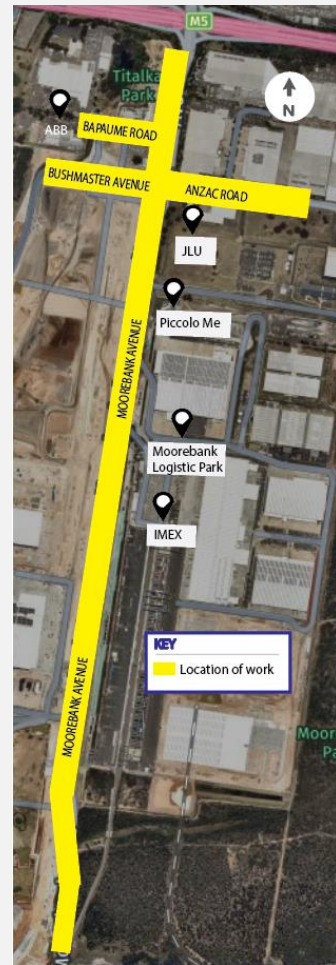 M5
Titalka
Park
N
ABB
BAPAUME ROAD
BUSHMASTER AVENUE
ANZAC ROAD
JLU
Piccolo Me
MOOREBANK AVENUE
Moorebank
Logistic Park
IMEX
KEY
Location of work
MOOREBANK AVENUE
Moor
Pa